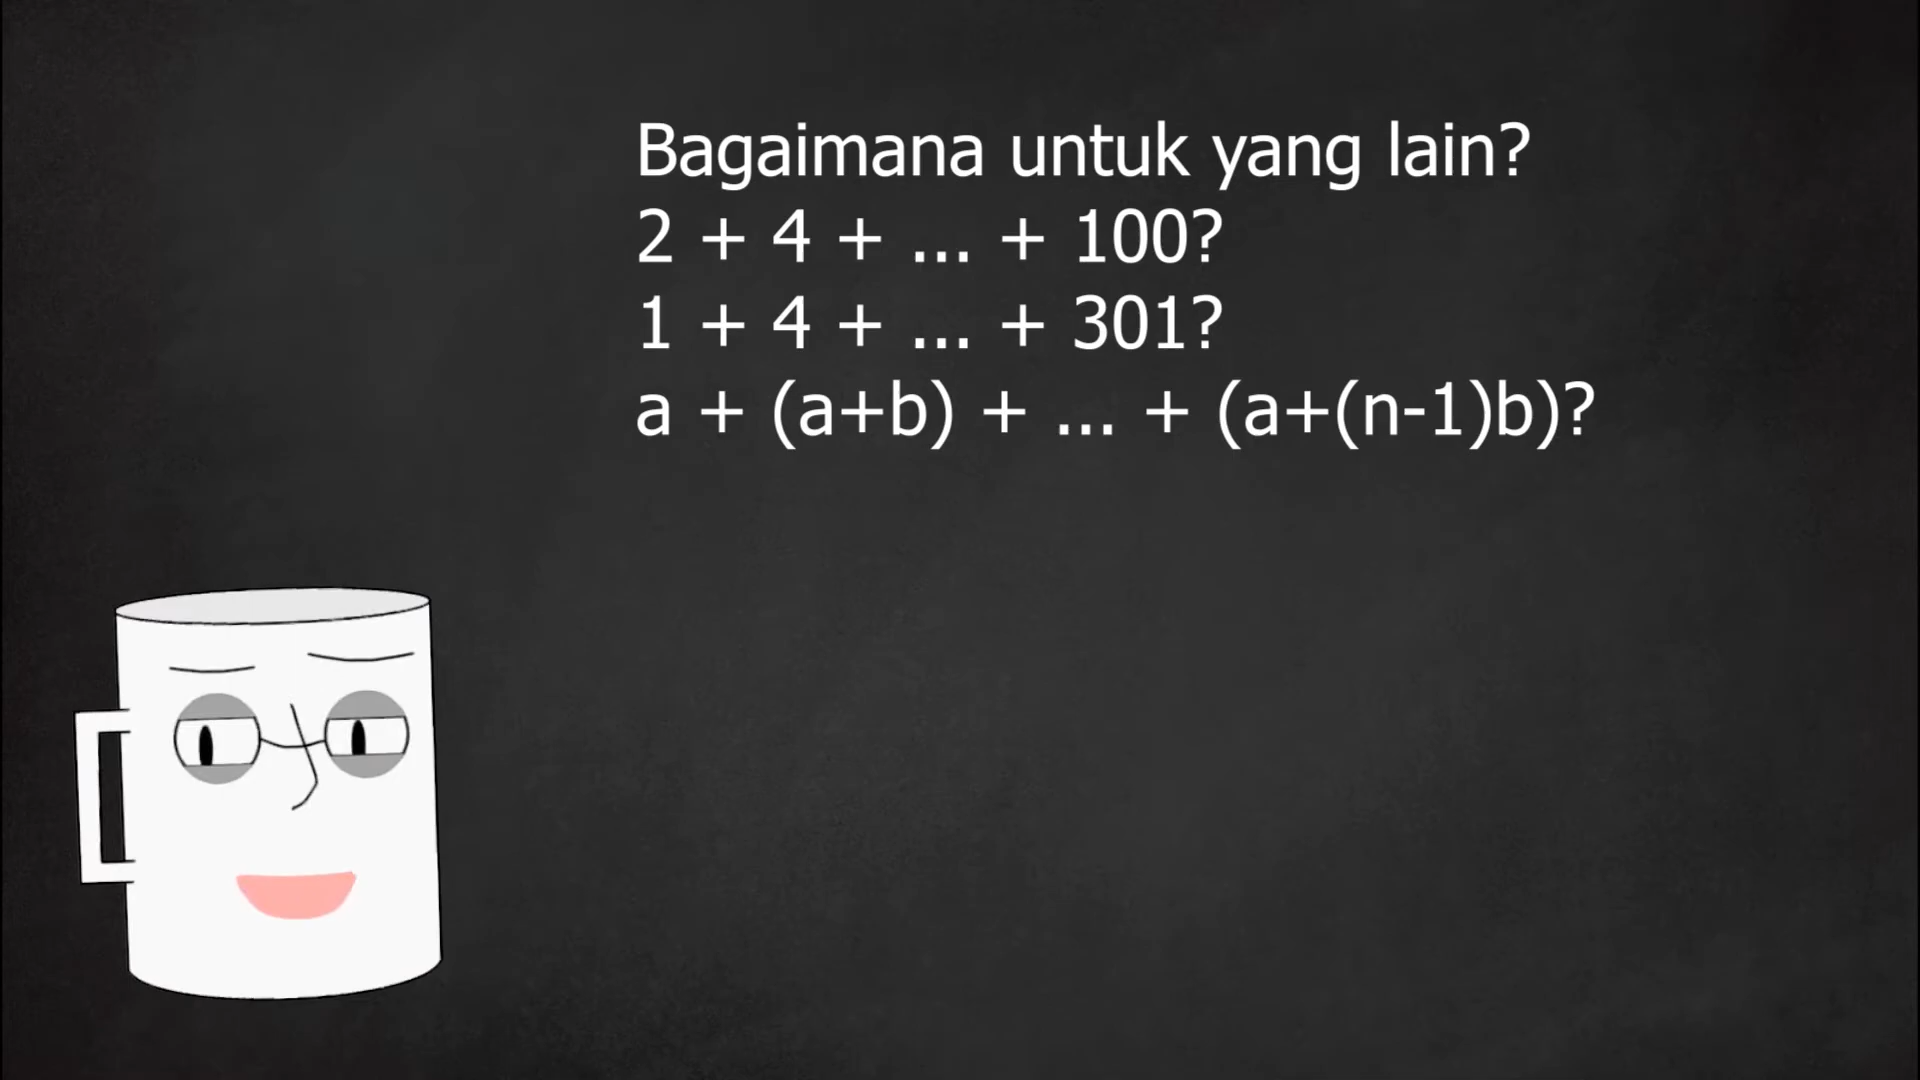 Bagaimana untuk yang lain?
2 + 4 + ... + 100?
1 + 4 + ... + 301?
a + (a+b) + ... + (a+(n-1)b)?